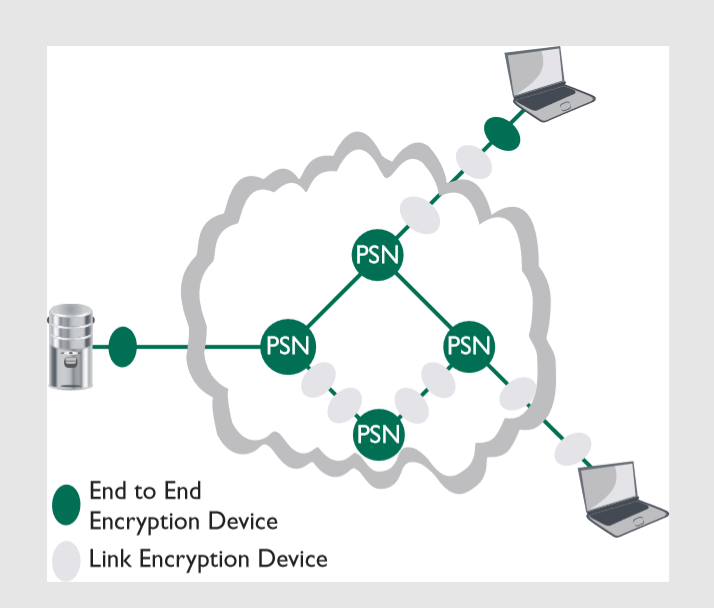 PSN
PSN
PSN
PSN
End to End
Encryption Device
Link Encryption Device